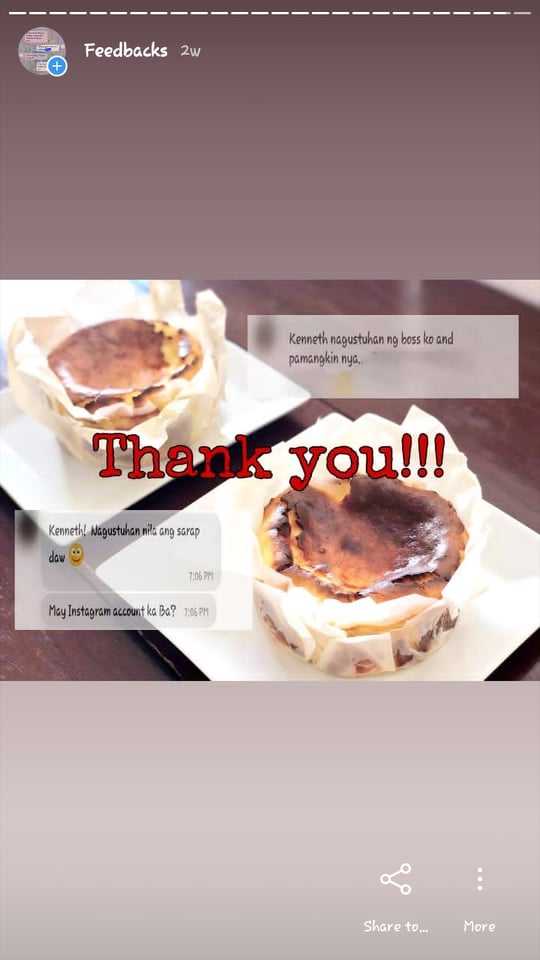 Feedbacks 2w
Kenneth nagustuhan ng boss ko and
pamangkin nya..
Thank you!!!
Kenneth! Nagustuhan nila ang sarap
daw 🙂
7:06 PM
May Instagram account ka Ba? 7:06 PM
Share to... More